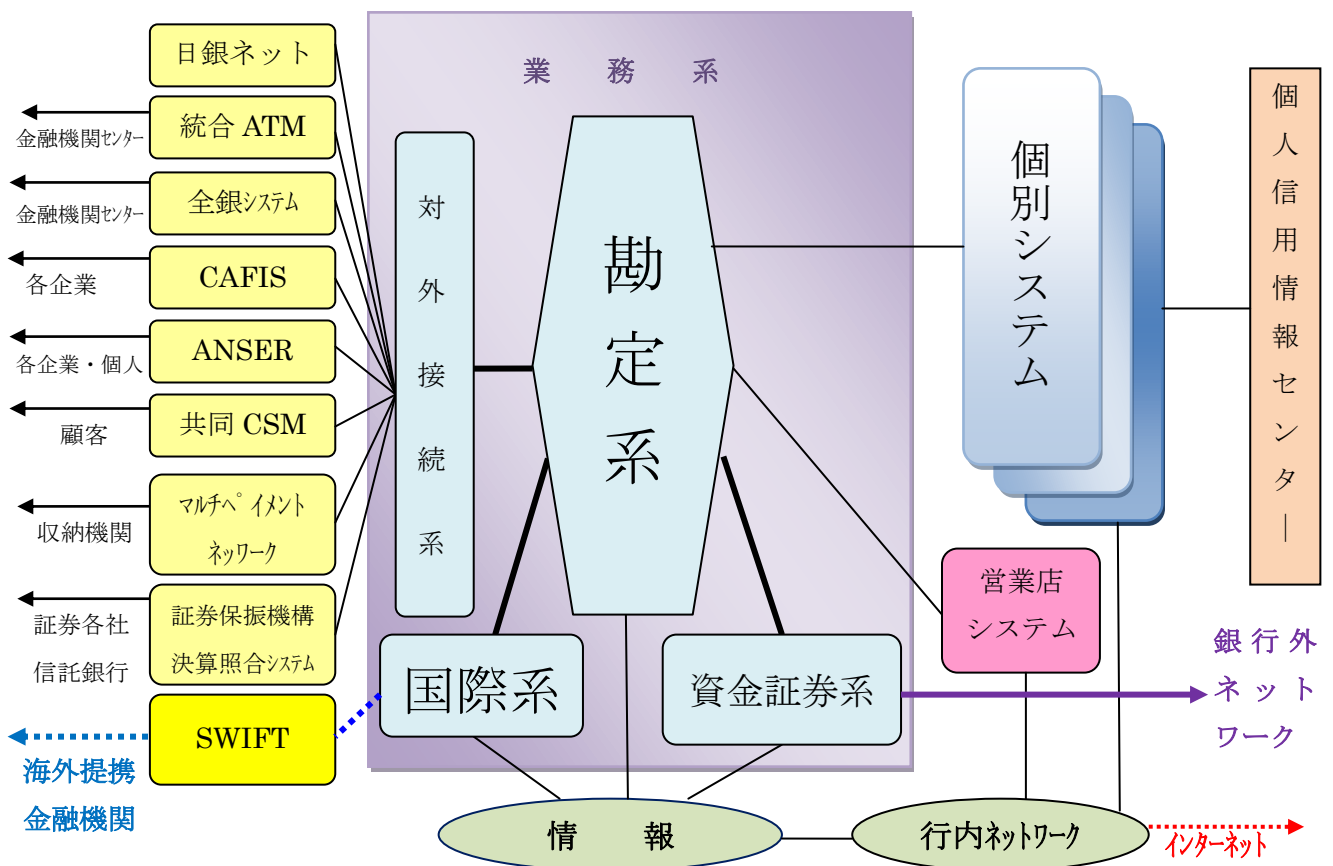 日銀ネット
統合 ATM
金融機関センター
全銀システム
金融機関センター
CAFIS
各企業
ANSER
各企業・個人
共同 CSM
顧客
マルチペイメント
ネッワーク
収納機関
証券保振機構
決算照合システム
証券各社
信託銀行
SWIFT
海外提携
金融機関
業務系
対外接続系
勘定系
国際系
資金証券系
個別システム
個人信用情報センター
営業店
システム
銀行外
ネット
ワーク
情報
行内ネットワーク
インターネット